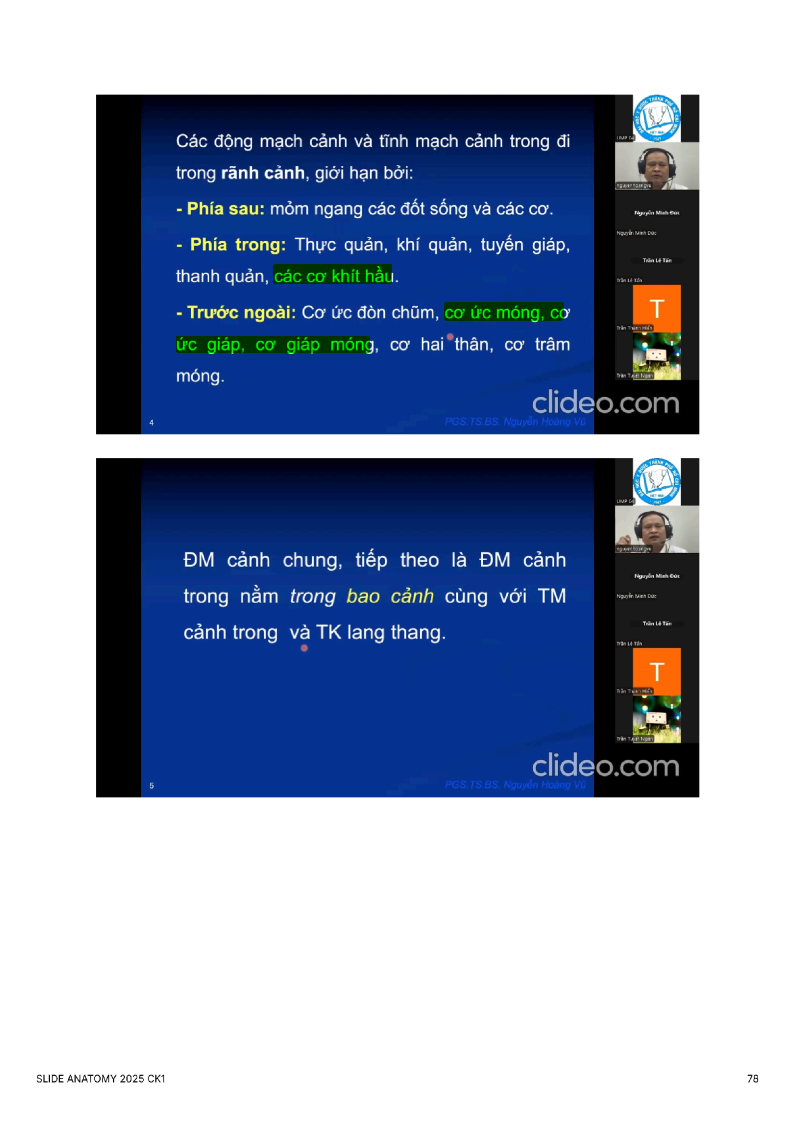 Các động mạch cảnh và tĩnh mạch cảnh trong đi
trong rãnh cảnh, giới hạn bởi:
- Phía sau: mỏm ngang các đốt sống và các cơ.
- Phía trong: Thực quản, khí quản, tuyến giáp,
thanh quản, các cơ khít hầu.
- Trước ngoài: Cơ ức đòn chũm, cơ ức móng, cơ
ức giáp, cơ giáp móng, cơ hai thân, cơ trâm
móng.
4
PGS.TS.BS. Nguyễn Hoàng Vũ
clideo.com
Nguyễn Minh Đức
Nguyễn Minh Đức
Trần Lê Tấn
Trần Lê Tấn
T
ĐM cảnh chung, tiếp theo là ĐM cảnh
trong nằm trong bao cảnh cùng với TM
cảnh trong và TK lang thang.
5
PGS.TS.BS. Nguyễn Hoàng Vũ
clideo.com
Nguyễn Minh Đức
Nguyễn Minh Đức
Trần Lê Tấn
Trần Lê Tấn
T
SLIDE ANATOMY 2025 CK1
78